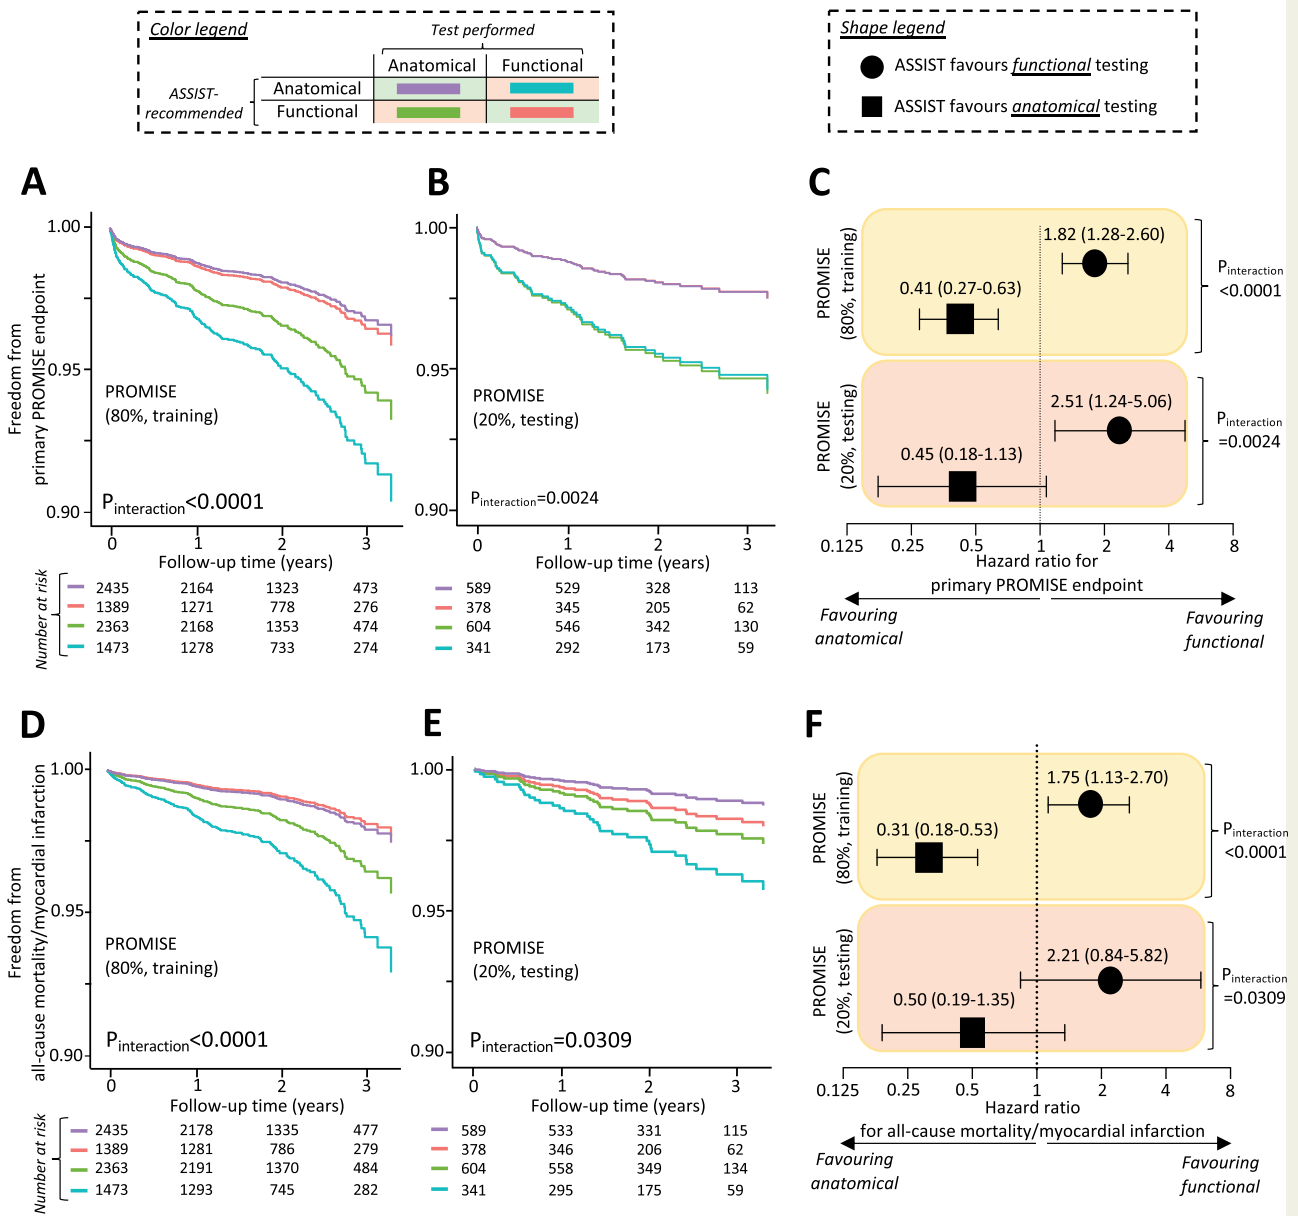 Color legend
Test performed
Anatomical Functional
ASSIST-recommended
Anatomical
Functional
Shape legend
ASSIST favours functional testing
ASSIST favours anatomical testing
A
Freedom from
primary PROMISE endpoint
1.00
0.95
0.90
PROMISE
(80%, training)
Pinteraction<0.0001
0 1 2 3
Follow-up time (years)
Number at risk
2435 2164 1323 473
1389 1271 778 276
2363 2168 1353 474
1473 1278 733 274
B
1.00
0.95
0.90
PROMISE
(20%, testing)
Pinteraction=0.0024
0 1 2 3
Follow-up time (years)
589 529 328 113
378 345 205 62
604 546 342 130
341 292 173 59
C
PROMISE
(80%, training)
1.82 (1.28-2.60)
0.41 (0.27-0.63)
Pinteraction
<0.0001
PROMISE
(20%, testing)
2.51 (1.24-5.06)
0.45 (0.18-1.13)
Pinteraction
=0.0024
0.125 0.25 0.5 1 2 4 8
Hazard ratio for
primary PROMISE endpoint
Favouring
anatomical
Favouring
functional
D
Freedom from
all-cause mortality/myocardial infarction
1.00
0.95
0.90
PROMISE
(80%, training)
Pinteraction<0.0001
0 1 2 3
Follow-up time (years)
Number at risk
2435 2178 1335 477
1389 1281 786 279
2363 2191 1370 484
1473 1293 745 282
E
1.00
0.95
0.90
PROMISE
(20%, testing)
Pinteraction=0.0309
0 1 2 3
Follow-up time (years)
589 533 331 115
378 346 206 62
604 558 349 134
341 295 175 59
F
PROMISE
(80%, training)
1.75 (1.13-2.70)
0.31 (0.18-0.53)
Pinteraction
<0.0001
PROMISE
(20%, testing)
2.21 (0.84-5.82)
0.50 (0.19-1.35)
Pinteraction
=0.0309
0.125 0.25 0.5 1 2 4 8
Hazard ratio
for all-cause mortality/myocardial infarction
Favouring
anatomical
Favouring
functional